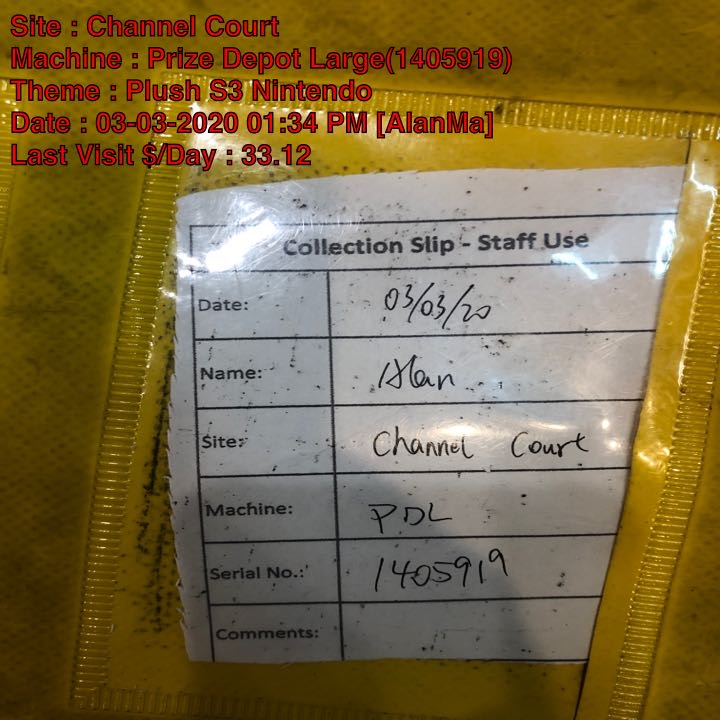 Site : Channel Court
Machine : Prize Depot Large(1405919)
Theme : Plush S3 Nintendo
Date : 03-03-2020 01:34 PM [AlanMa]
Last Visit $/Day : 33.12
Collection Slip - Staff Use
Date: 03/03/20
Name: Alan
Site: Channel Court
Machine: PDL
Serial No.: 1405919
Comments: